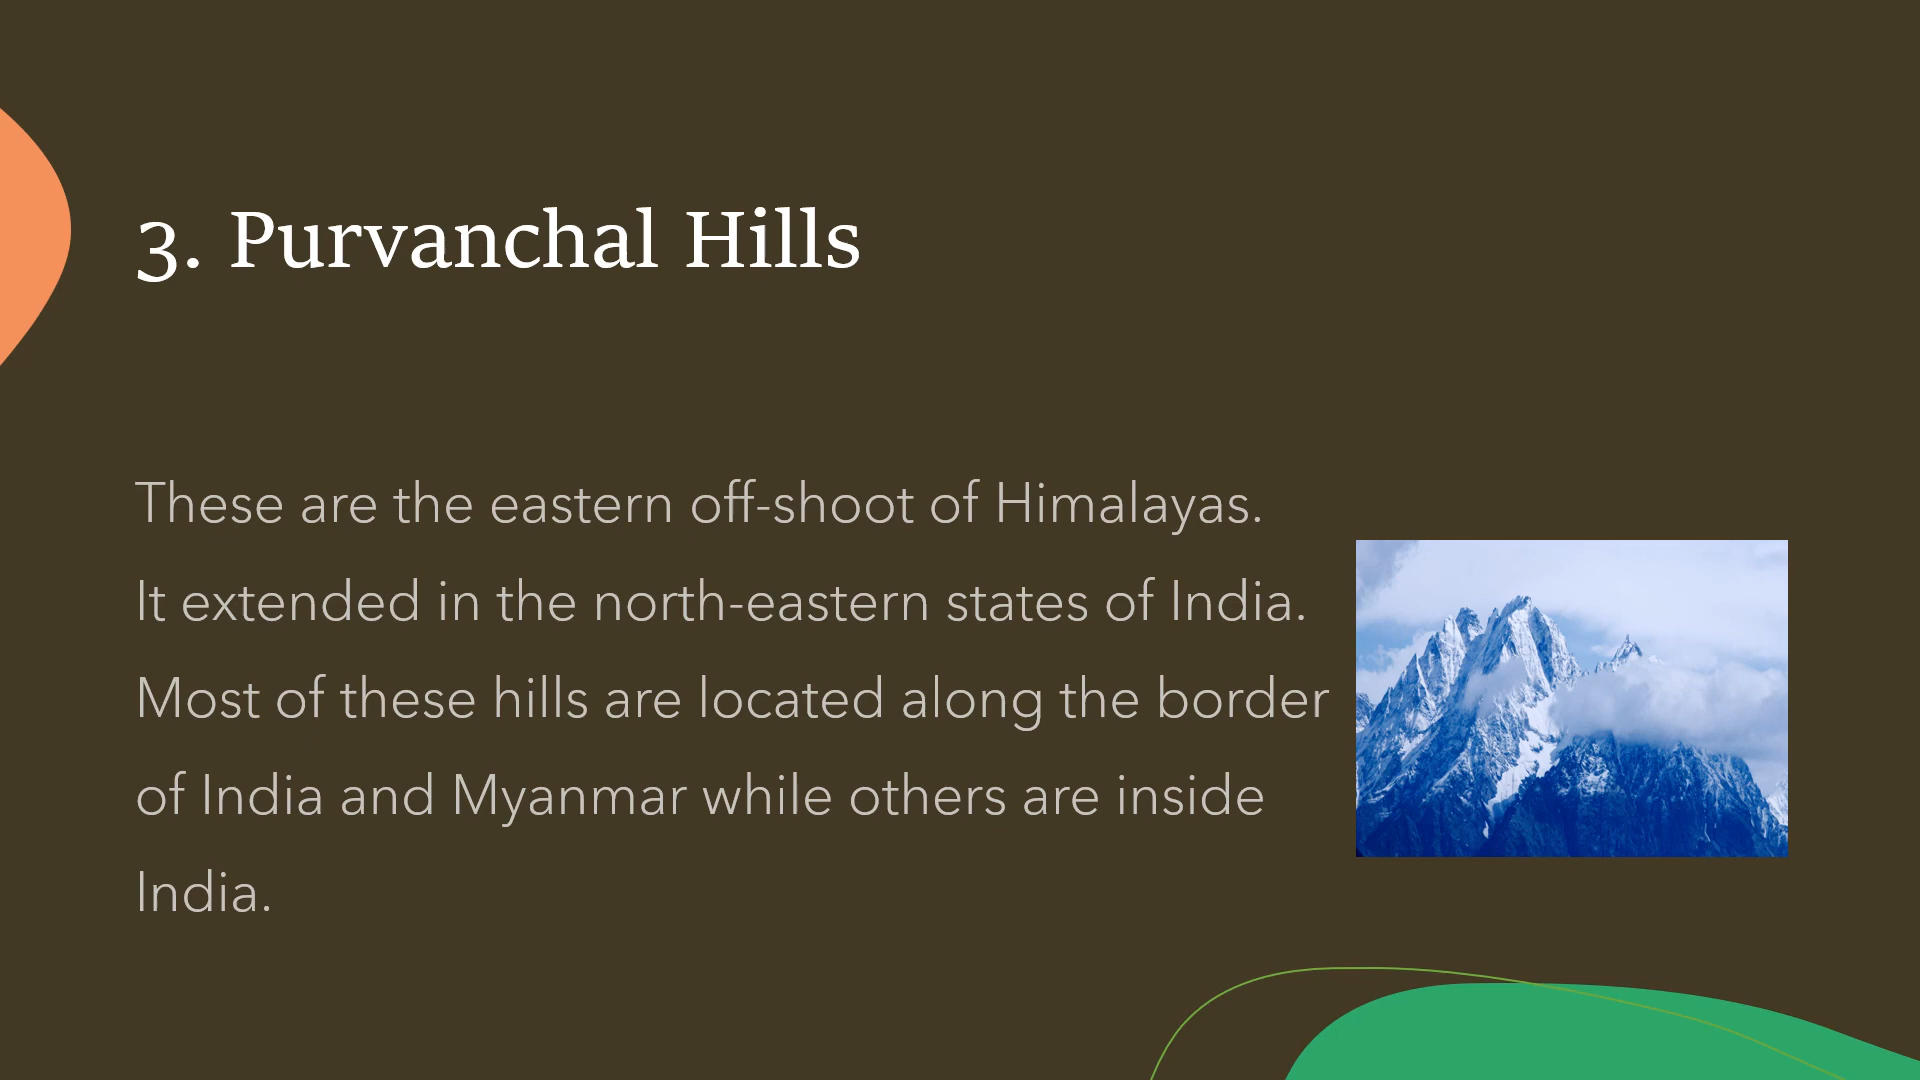 3. Purvanchal Hills
These are the eastern off-shoot of Himalayas.
It extended in the north-eastern states of India.
Most of these hills are located along the border
of India and Myanmar while others are inside
India.